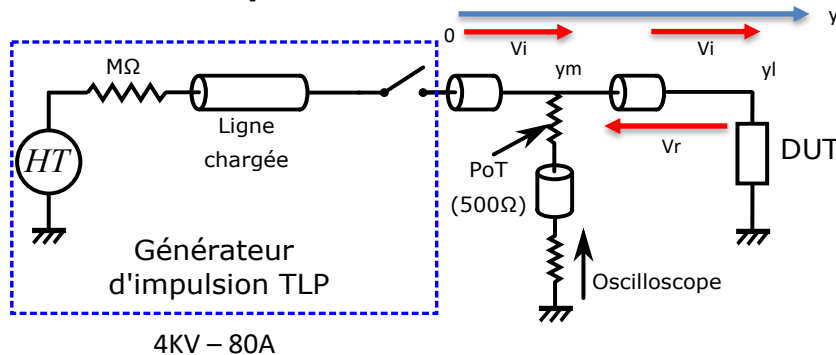 y
0
Vi
Vi
MΩ
ym
yl
HT
Ligne
chargée
PoT
(500Ω)
Vr
DUT
Générateur
d'impulsion TLP
Oscilloscope
4KV – 80A